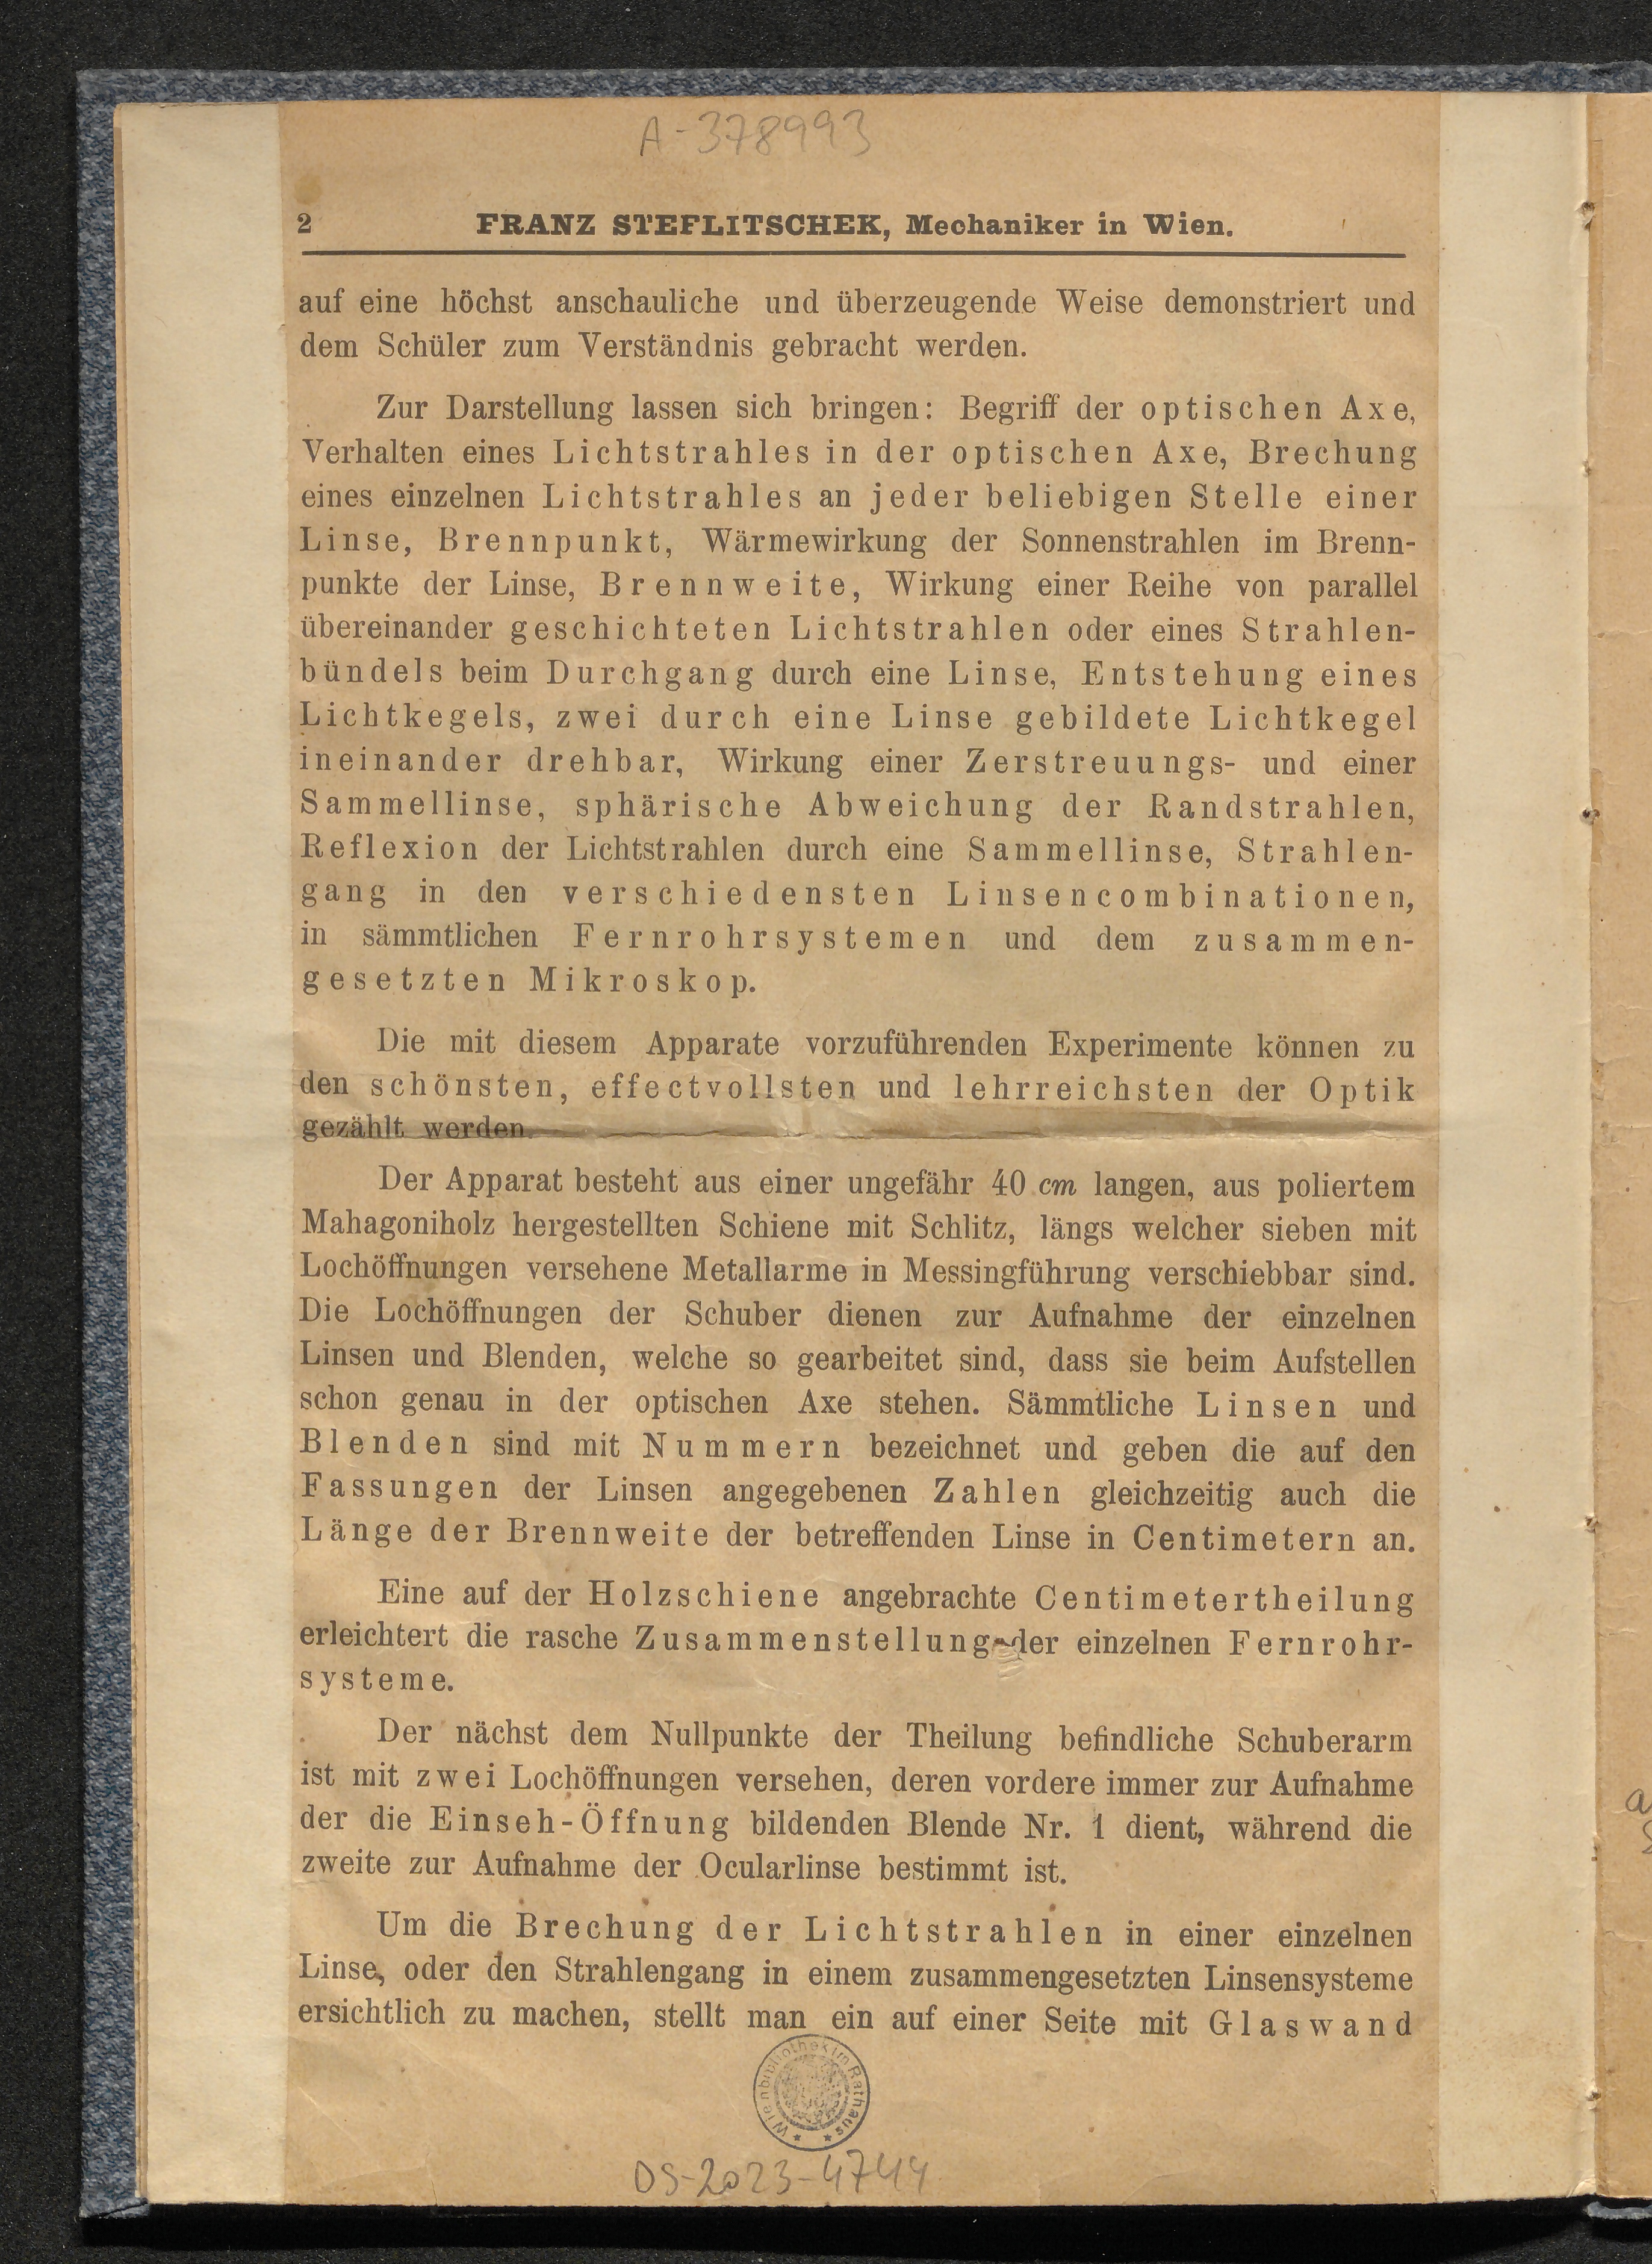 A-378993
2 FRANZ STEFLITSCHEK, Mechaniker in Wien.
auf eine höchst anschauliche und überzeugende Weise demonstriert und
dem Schüler zum Verständnis gebracht werden.
Zur Darstellung lassen sich bringen: Begriff der optischen Axe,
Verhalten eines Lichtstrahles in der optischen Axe, Brechung
eines einzelnen Lichtstrahles an jeder beliebigen Stelle einer
Linse, Brennpunkt, Wärmewirkung der Sonnenstrahlen im Brenn-
punkte der Linse, Brennweite, Wirkung einer Reihe von parallel
übereinander geschichteten Lichtstrahlen oder eines Strahlen-
bündels beim Durchgang durch eine Linse, Entstehung eines
Lichtkegels, zwei durch eine Linse gebildete Lichtkegel
ineinander drehbar, Wirkung einer Zerstreuungs- und einer
Sammellinse, sphärische Abweichung der Randstrahlen,
Reflexion der Lichtstrahlen durch eine Sammellinse, Strahlen-
gang in den verschiedensten Linsencombinationen,
in sämmtlichen Fernrohrsystemen und dem zusammen-
gesetzten Mikroskop.
Die mit diesem Apparate vorzuführenden Experimente können zu
den schönsten, effectvollsten und lehrreichsten der Optik
gezählt werden.
Der Apparat besteht aus einer ungefähr 40 cm langen, aus poliertem
Mahagoniholz hergestellten Schiene mit Schlitz, längs welcher sieben mit
Lochöffnungen versehene Metallarme in Messingführung verschiebbar sind.
Die Lochöffnungen der Schuber dienen zur Aufnahme der einzelnen
Linsen und Blenden, welche so gearbeitet sind, dass sie beim Aufstellen
schon genau in der optischen Axe stehen. Sämmtliche Linsen und
Blenden sind mit Nummern bezeichnet und geben die auf den
Fassungen der Linsen angegebenen Zahlen gleichzeitig auch die
Länge der Brennweite der betreffenden Linse in Centimetern an.
Eine auf der Holzschiene angebrachte Centimetertheilung
erleichtert die rasche Zusammenstellung der einzelnen Fernrohr-
systeme.
Der nächst dem Nullpunkte der Theilung befindliche Schuberarm
ist mit zwei Lochöffnungen versehen, deren vordere immer zur Aufnahme
der die Einseh-Öffnung bildenden Blende Nr. 1 dient, während die
zweite zur Aufnahme der Ocularlinse bestimmt ist.
Um die Brechung der Lichtstrahlen in einer einzelnen
Linse, oder den Strahlengang in einem zusammengesetzten Linsensysteme
ersichtlich zu machen, stellt man ein auf einer Seite mit Glaswand
Wienbibliothek im Rathaus
DS-2023-4744